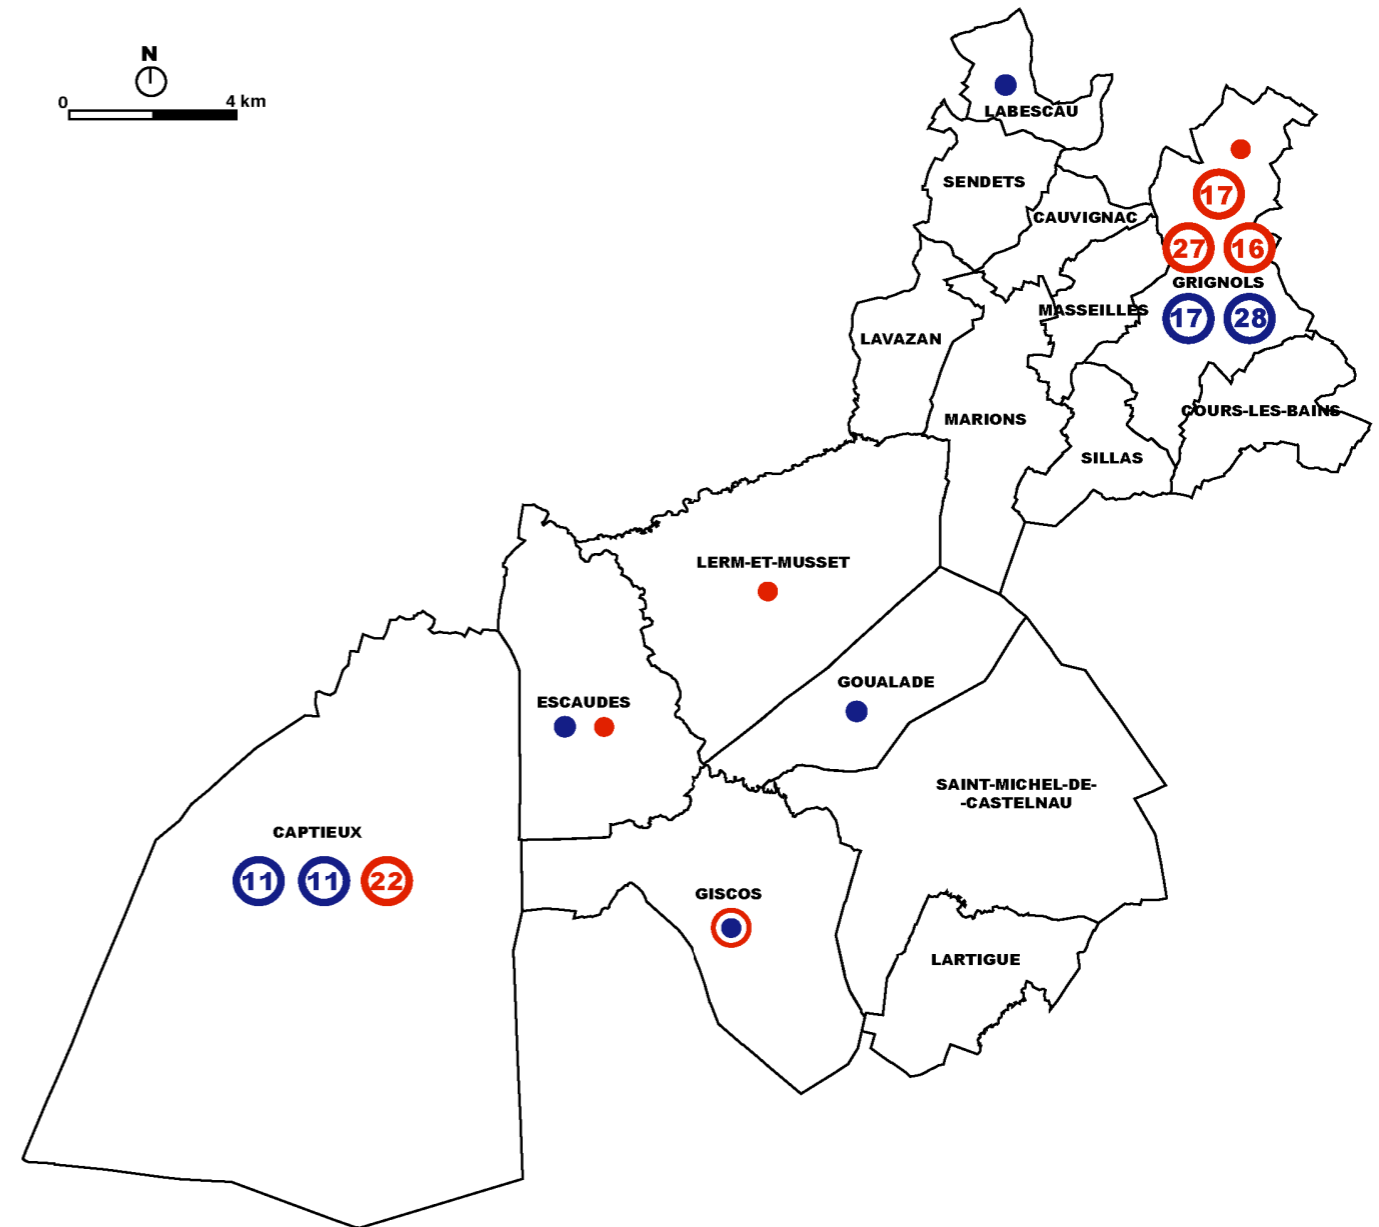 N
0 4 km
LABESCAU
SENDETS
17
CAUVIGNAC
27 16
GRIGNOLS
MASSEILLES
17 28
LAVAZAN
COURS-LES-BAINS
MARIONS
SILLAS
LERM-ET-MUSSET
GOUALADE
ESCAUDES
SAINT-MICHEL-DE-
-CASTELNAU
CAPTIEUX
11 11 22
GISCOS
LARTIGUE